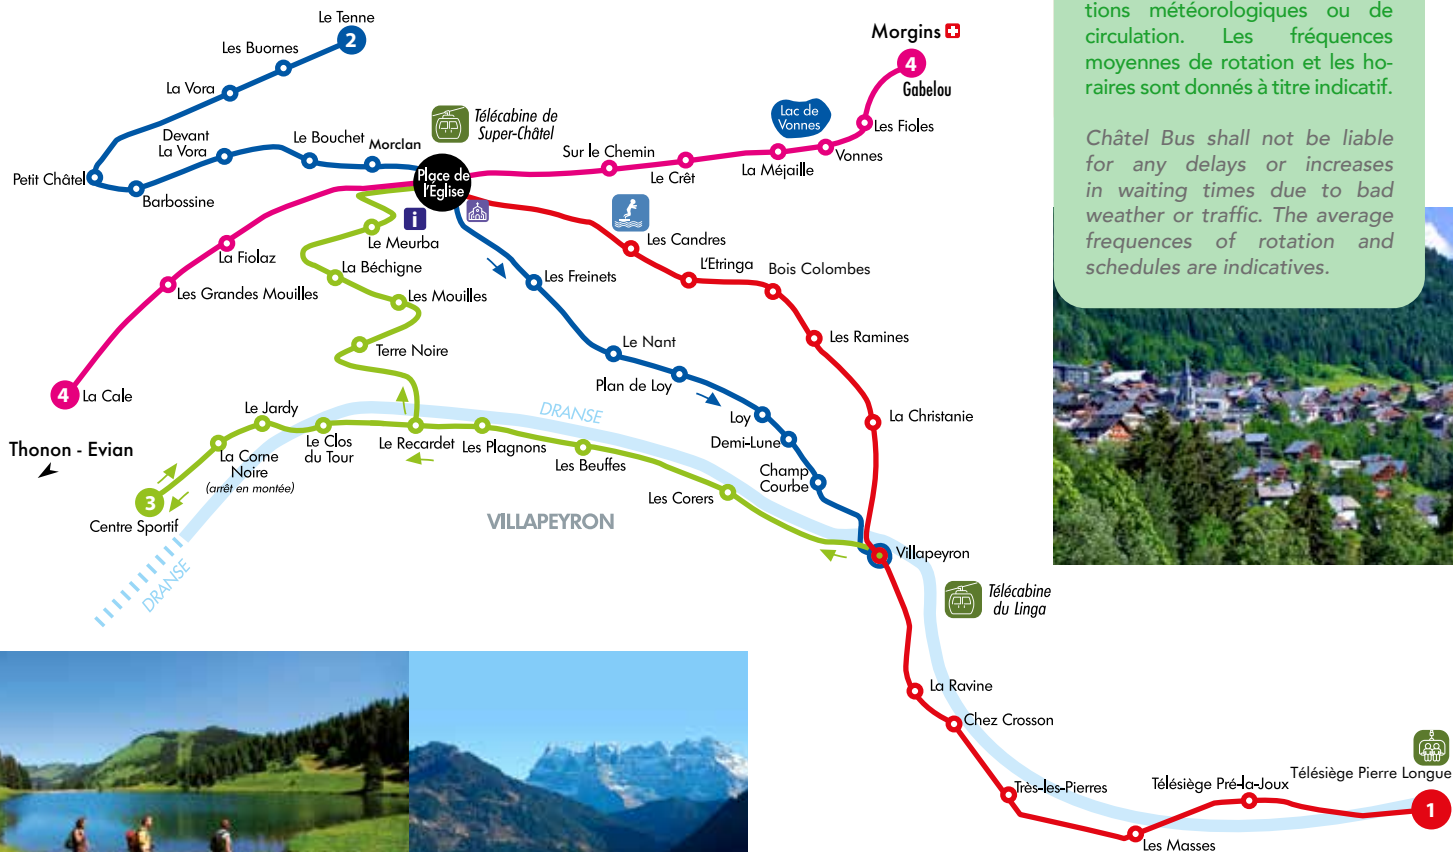 Le Tenne
2
Les Buornes
La Vora
Devant
La Vora
Le Bouchet
Morclan
Petit Châtel
Barbossine
Télécabine de
Super-Châtel
Place de
l'Église
i
Morgins
4
Gabelou
Lac de
Vonnes
Les Fioles
Vonnes
La Méjaille
Sur le Chemin
Le Crêt
La Fiolaz
Les Grandes Mouilles
4
La Cale
Thonon - Evian
Le Meurba
La Béchigne
Les Mouilles
Terre Noire
Le Jardy
La Corne
Noire
(arrêt en montée)
Le Clos
du Tour
Le Recardet
Les Plagnons
Les Beuffes
Les Corers
3
Centre Sportif
DRANSE
DRANSE
VILLAPEYRON
Les Freinets
Le Nant
Plan de Loy
Loy
Demi-Lune
Champ
Courbe
Les Candres
L'Etringa
Bois Colombes
Les Ramines
La Christanie
Villapeyron
Télécabine
du Linga
La Ravine
Chez Crosson
Très-les-Pierres
Les Masses
Télésiège Pré-la-Joux
Télésiège Pierre Longue
1
tions météorologiques ou de
circulation. Les fréquences
moyennes de rotation et les ho-
raires sont donnés à titre indicatif.
Châtel Bus shall not be liable
for any delays or increases
in waiting times due to bad
weather or traffic. The average
frequences of rotation and
schedules are indicatives.